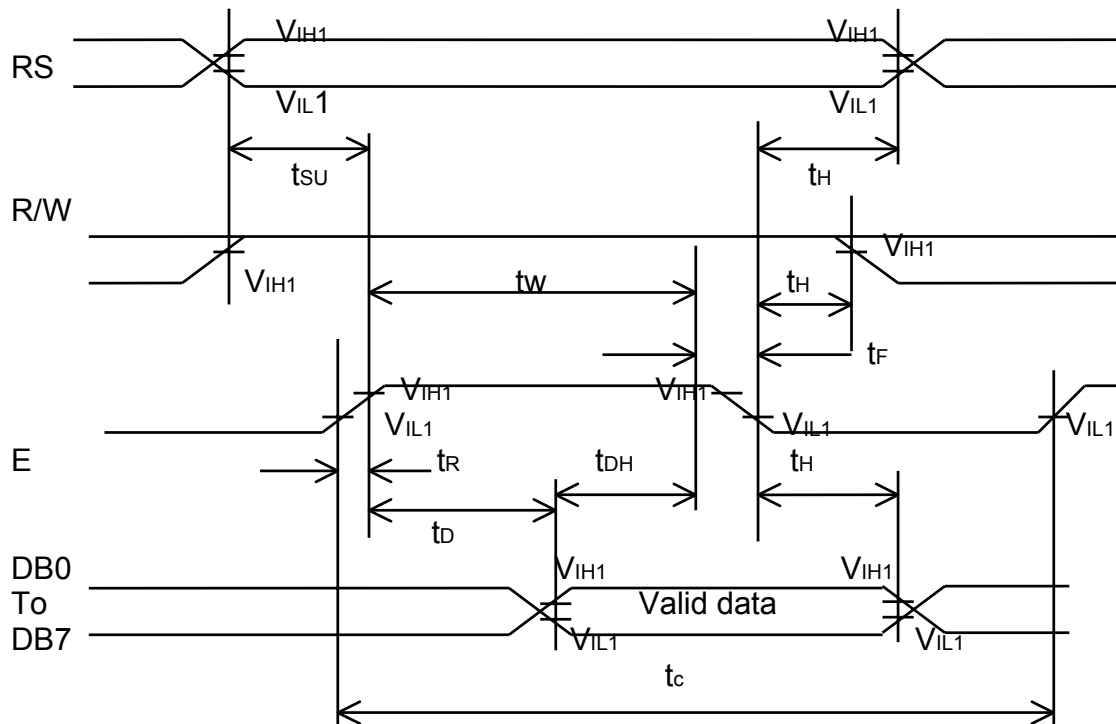 VIH1 VIH1
RS
VIL1 VIL1
tSU tH
R/W
VIH1
VIH1 tw tH
tF
VIH1 VIH1
VIL1 VIL1 VIL1
E tR tDH tH
tD
DB0 VIH1 VIH1
To Valid data
DB7 VIL1 VIL1
tc